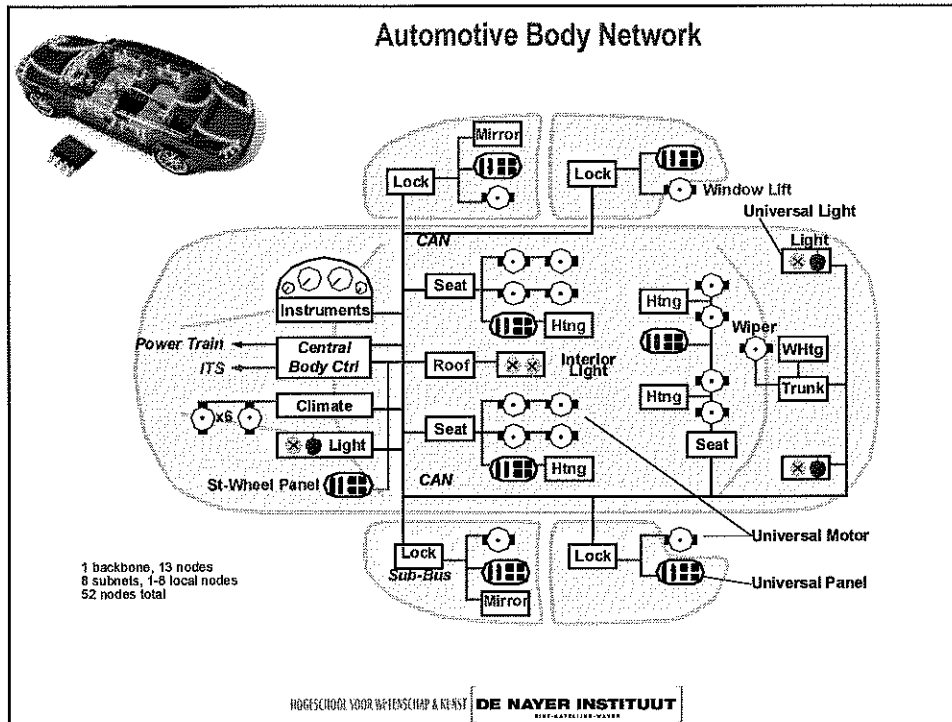 Automotive Body Network
Mirror
Lock
Lock
Window Lift
Universal Light
CAN
Light
Seat
Htng
Instruments
Htng
Wiper
Power Train
Central
Body Ctrl
ITS
Roof
Interior
Light
WHtg
Trunk
Climate
x6
Htng
Seat
Light
Htng
Seat
St-Wheel Panel
CAN
Universal Motor
Lock
Lock
Sub-Bus
Universal Panel
Mirror
1 backbone, 13 nodes
8 subnets, 1-8 local nodes
52 nodes total
HOGESCHOOL VOOR WETENSCHAP & KUNST
DE NAYER INSTITUUT
SINT-KATELIJNE-WAVER